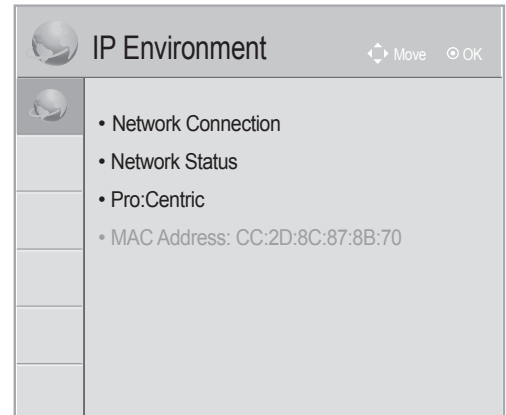 IP Environment
Move OK
• Network Connection
• Network Status
• Pro:Centric
• MAC Address: CC:2D:8C:87:8B:70